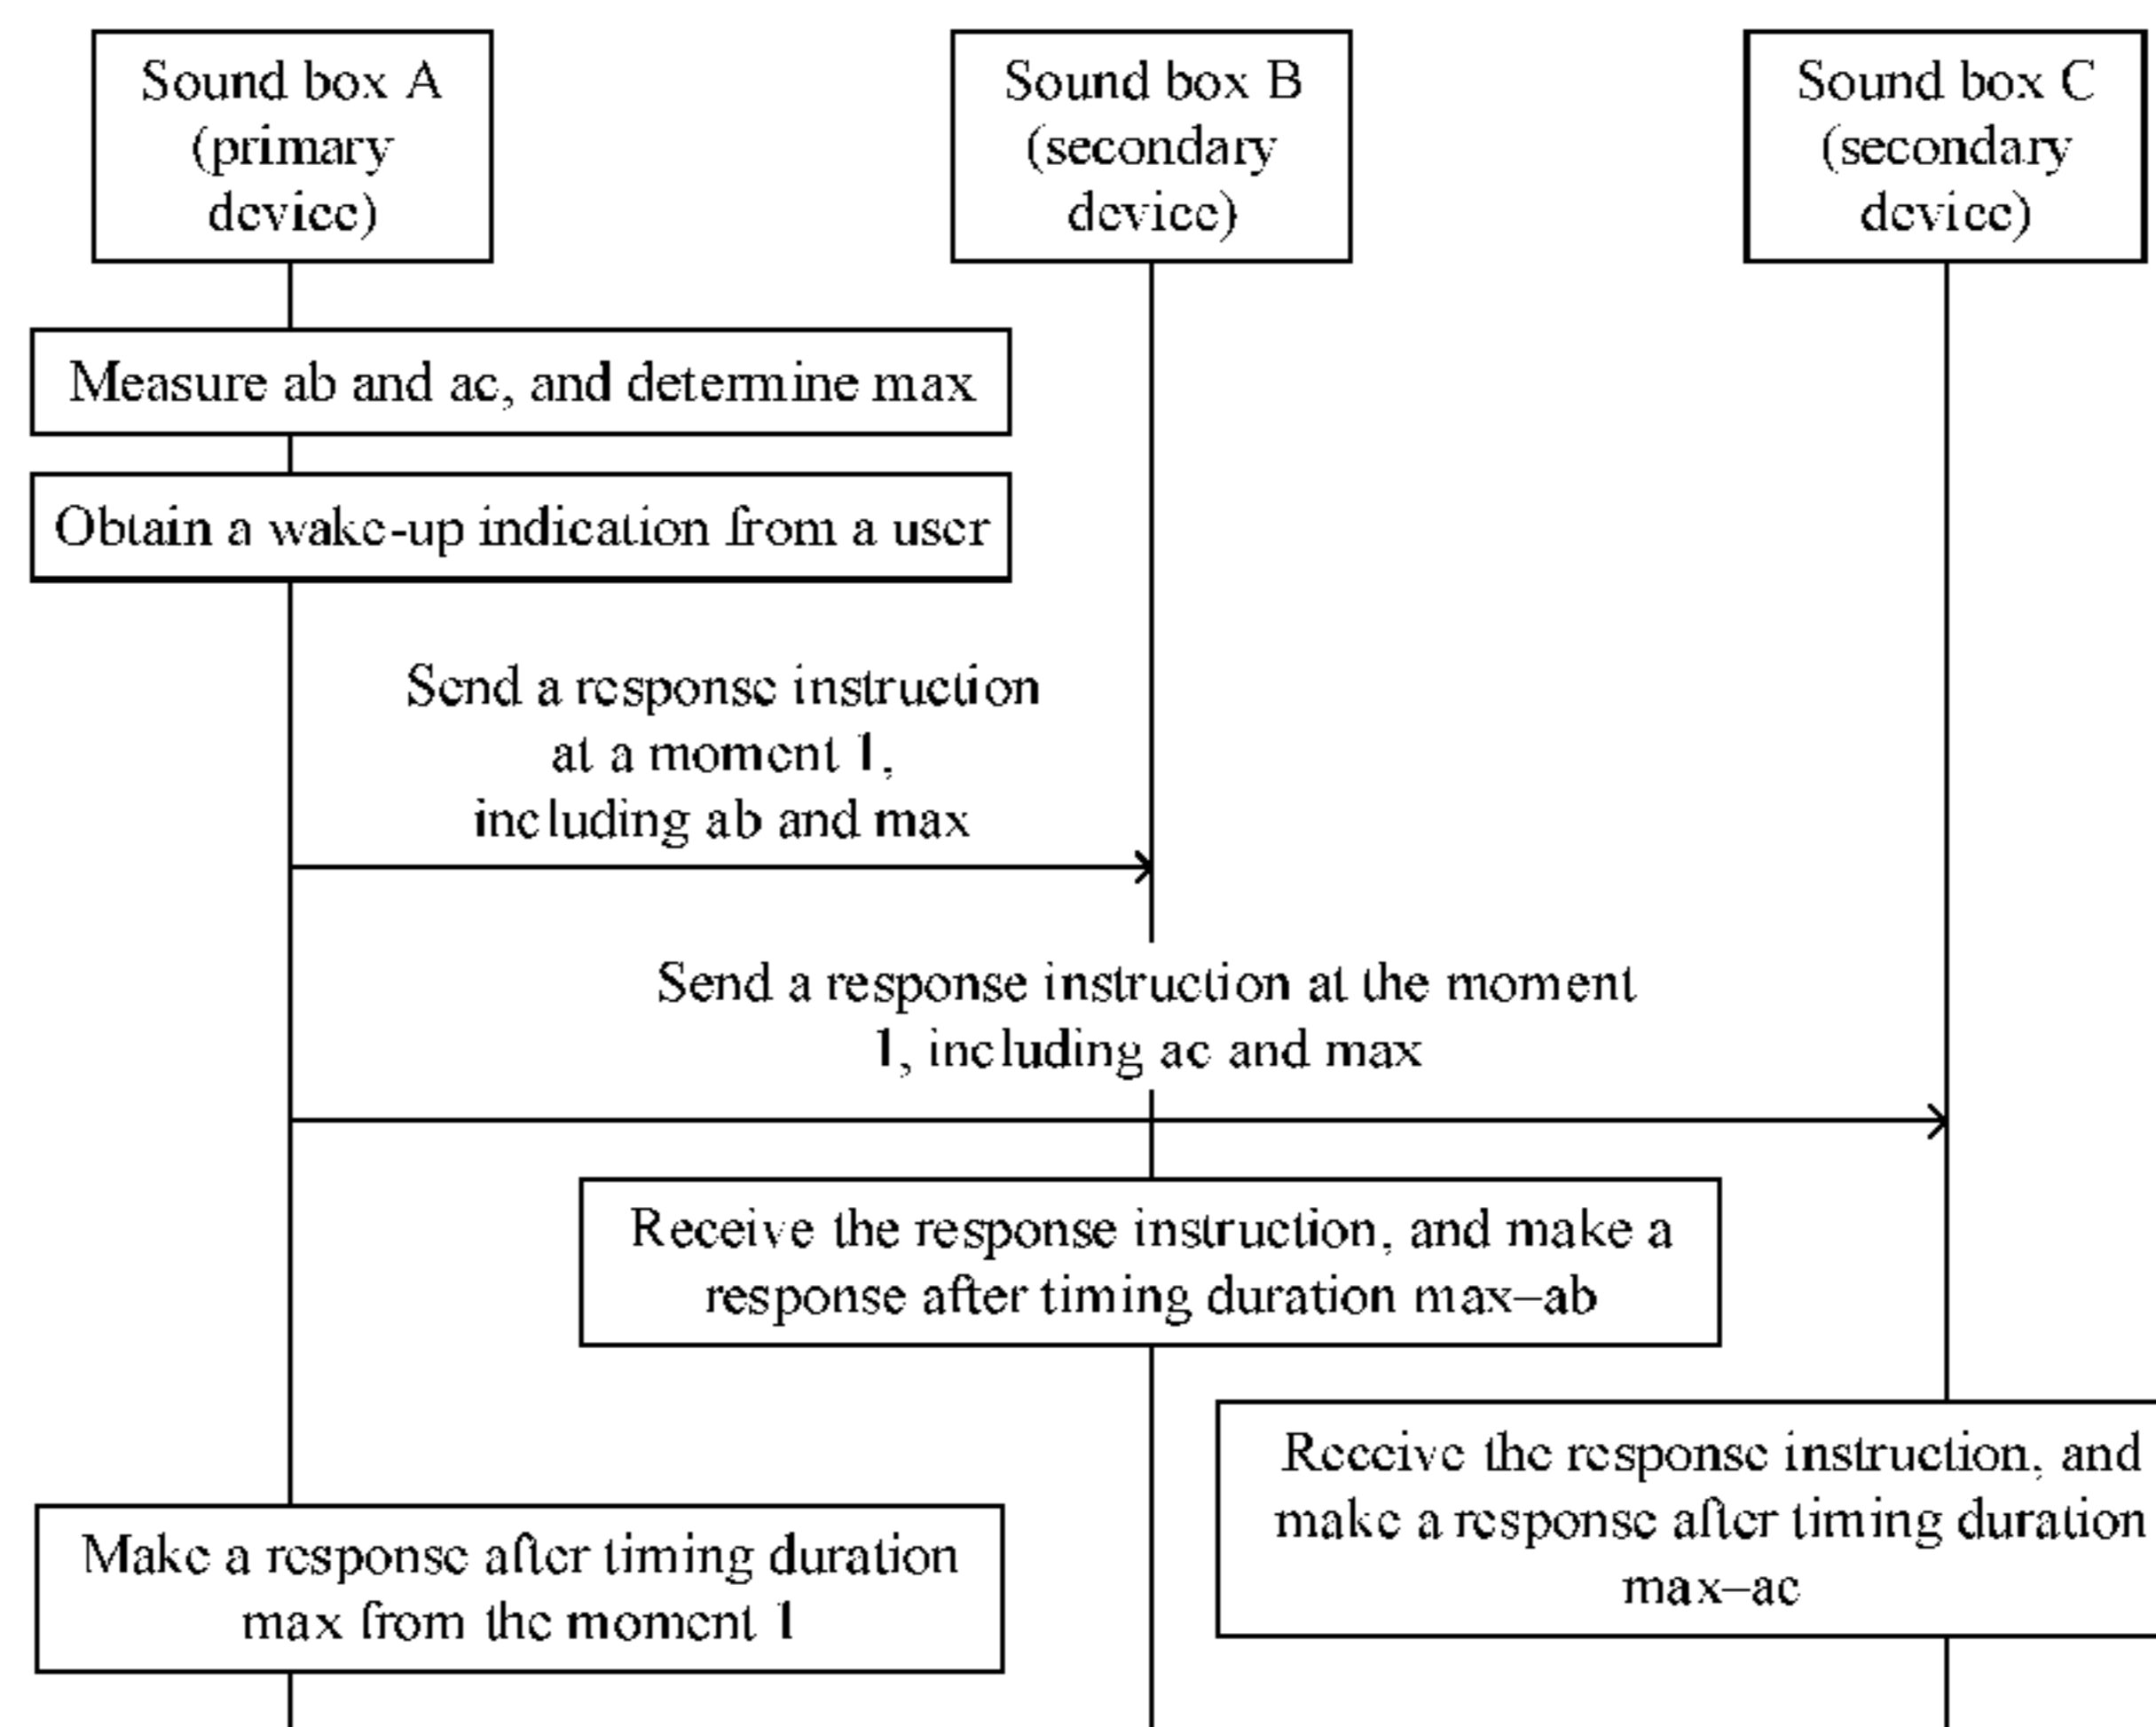 Sound box A
(primary
device)
Sound box B
(secondary
device)
Sound box C
(secondary
device)
Measure ab and ac, and determine max
Obtain a wake-up indication from a user
Send a response instruction
at a moment 1,
including ab and max
Send a response instruction at the moment
1, including ac and max
Receive the response instruction, and make a
response after timing duration max–ab
Receive the response instruction, and
make a response after timing duration
max–ac
Make a response after timing duration
max from the moment 1